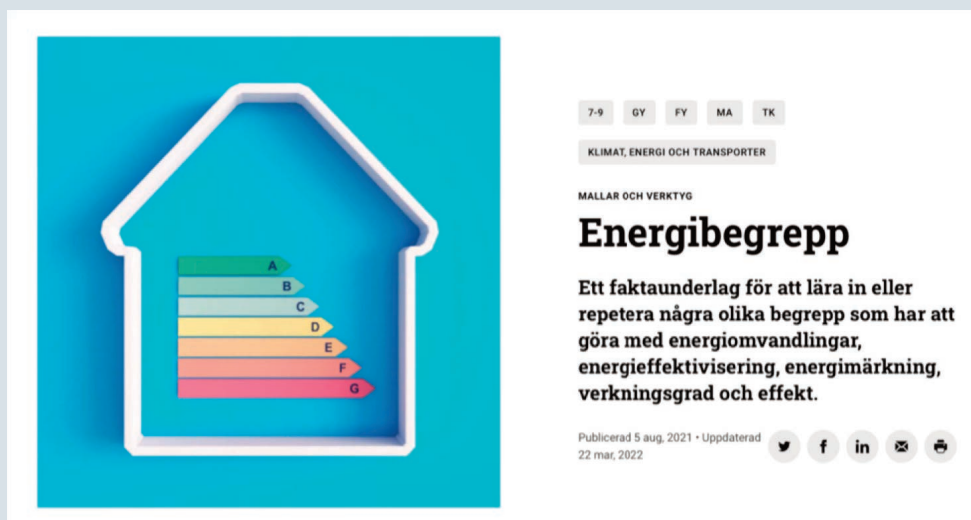 A
B
C
D
E
F
G
7-9 GY FY MA TK
KLIMAT, ENERGI OCH TRANSPORTER
MALLAR OCH VERKTYG
Energibegrepp
Ett faktaunderlag för att lära in eller
repetera några olika begrepp som har att
göra med energiomvandlingar,
energieffektivisering, energimärkning,
verkningsgrad och effekt.
Publicerad 5 aug, 2021 • Uppdaterad
22 mar, 2022
f in